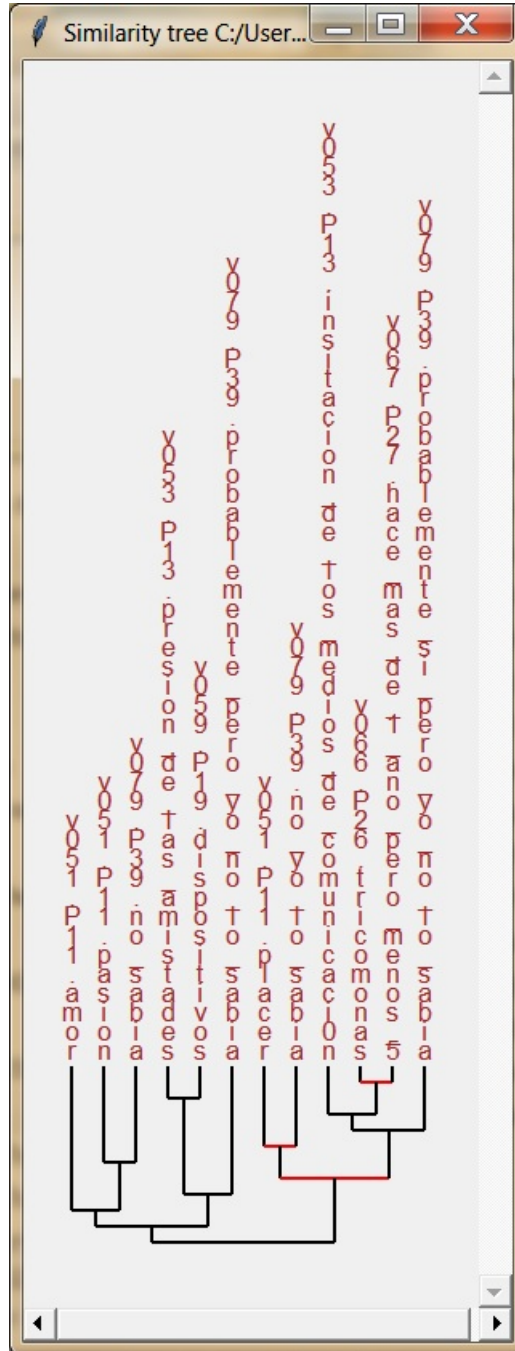 Similarity tree C:/User...
v051 P11.amor
v051 P11.pasion
v079 P39.no sabia
v053 P13.presion de las amistades
v059 P19.dispositivos
v079 P39.probablemente pero yo no lo sabia
v051 P11.placer
v079 P39.no yo lo sabia
v053 P13.insitacion de los medios de comunicaci0n
v066 P26.tricomonas
v067 P27.hace mas de 1 ano pero menos 5
v079 P39.probablemente si pero yo no lo sabia